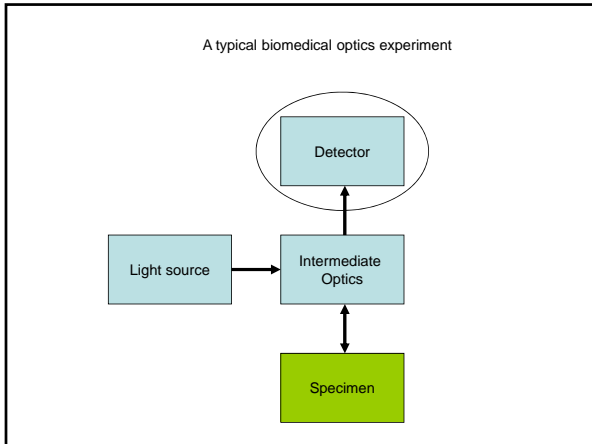 A typical biomedical optics experiment
Detector
Light source
Intermediate
Optics
Specimen